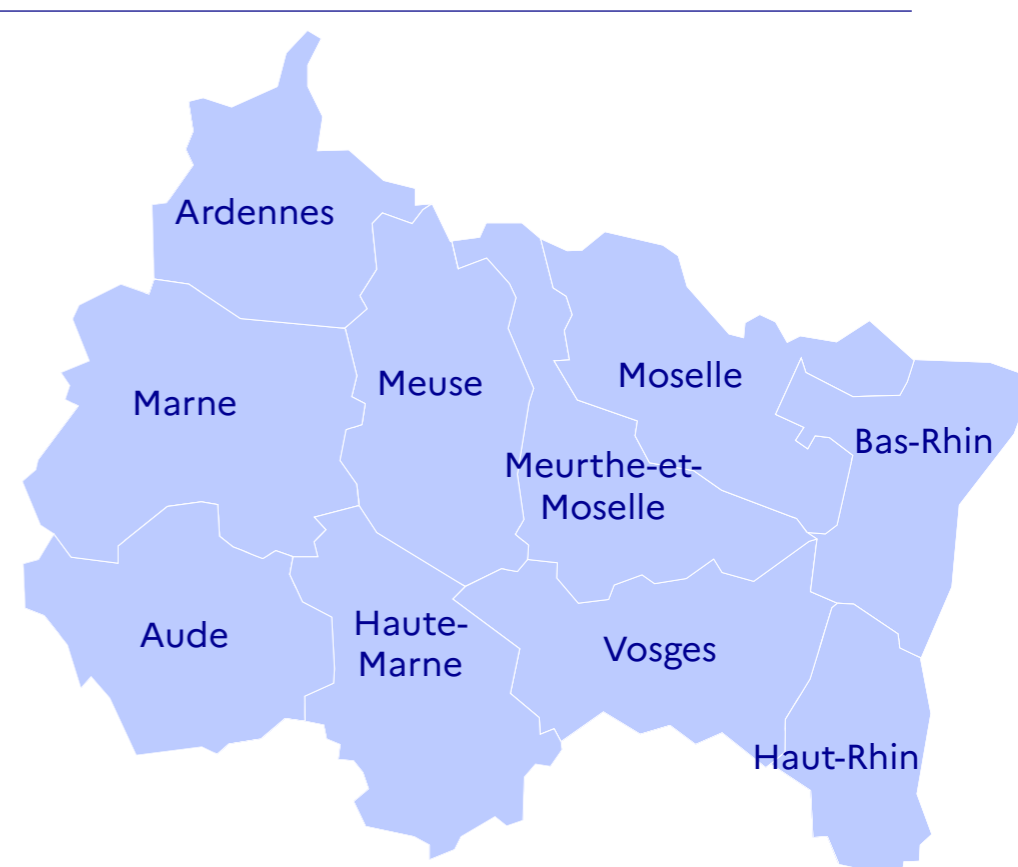 Ardennes
Marne
Meuse
Moselle
Bas-Rhin
Meurthe-et-
Moselle
Aude
Haute-
Marne
Vosges
Haut-Rhin